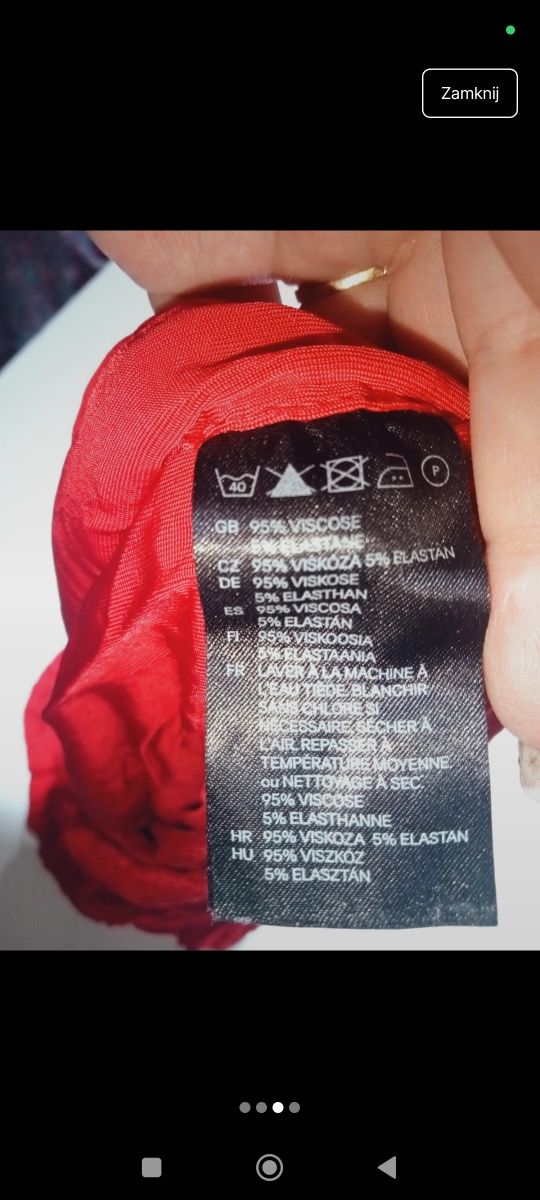 Zamknij
40
P
GB 95% VISCOSE
5% ELASTANE
CZ 95% VISKÓZA 5% ELASTAN
DE 95% VISKOSE
5% ELASTHAN
ES 95% VISCOSA
5% ELASTÁN
FI 95% VISKOOSIA
5% ELASTAANIA
FR LAVER À LA MACHINE À
L'EAU TIÈDE. BLANCHIR
SANS CHLORE SI
NÉCESSAIRE. SÉCHER À
L'AIR. REPASSER À
TEMPÉRATURE MOYENNE.
ou NETTOYAGE À SEC.
95% VISCOSE
5% ELASTHANNE
HR 95% VISKOZA 5% ELASTAN
HU 95% VISZKÓZ
5% ELASZTÁN